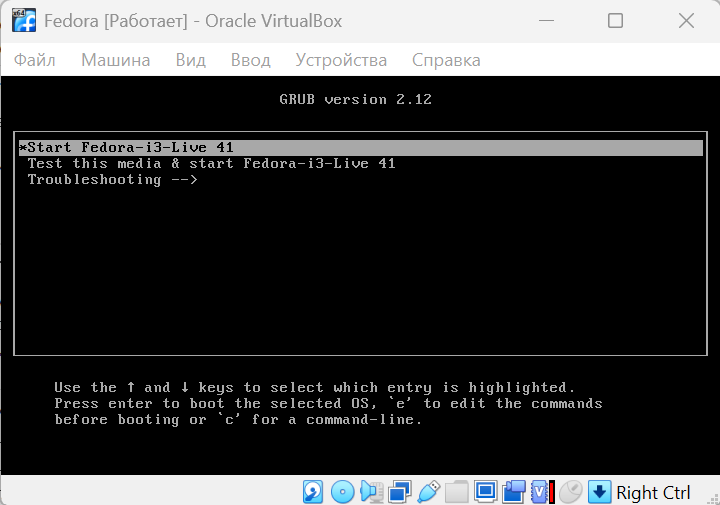 Fedora [Работает] - Oracle VirtualBox
Файл Машина Вид Ввод Устройства Справка
GRUB version 2.12
*Start Fedora-i3-Live 41
Test this media & start Fedora-i3-Live 41
Troubleshooting -->
Use the ↑ and ↓ keys to select which entry is highlighted.
Press enter to boot the selected OS, `e' to edit the commands
before booting or `c' for a command-line.
Right Ctrl